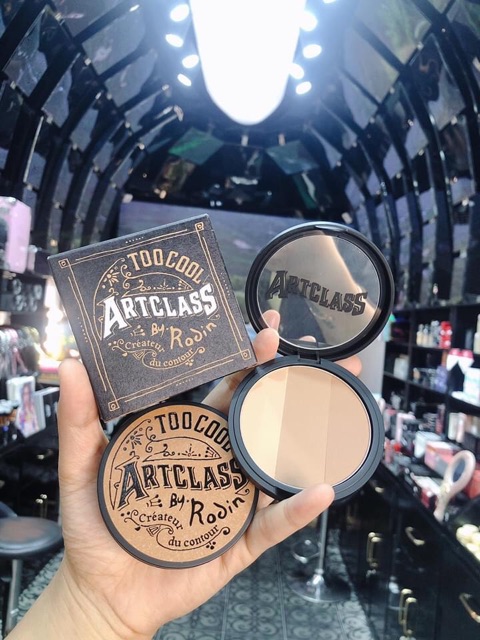 TOOCOOL
ARTCLASS
By. Rodin
Créateur
du contour
ARTCLASS
TOOCOOL
ARTCLASS
By. Rodin
Créateur
du contour